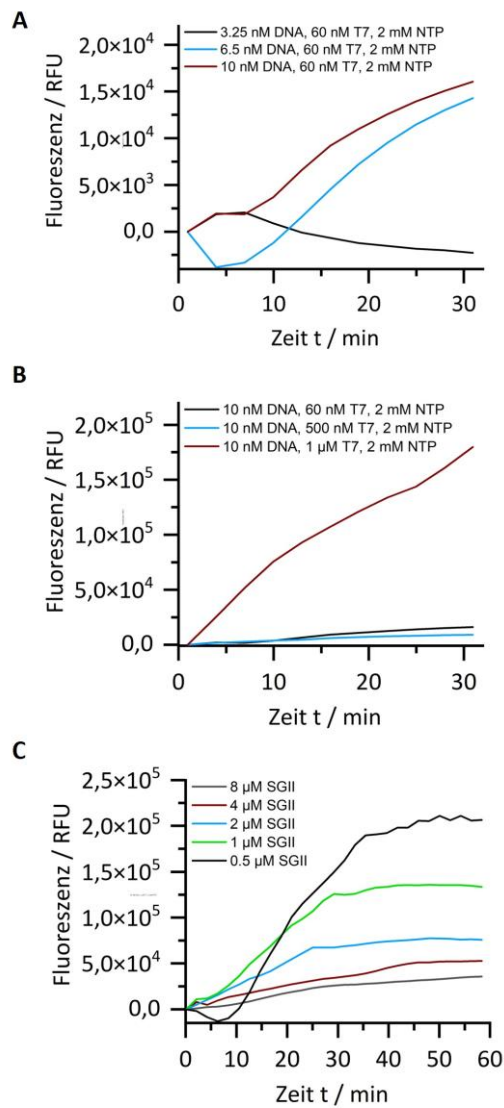 A
3.25 nM DNA, 60 nM T7, 2 mM NTP
6.5 nM DNA, 60 nM T7, 2 mM NTP
10 nM DNA, 60 nM T7, 2 mM NTP
Fluoreszenz / RFU
2,0×10⁴
1,5×10⁴
1,0×10⁴
5,0×10³
0,0
0 10 20 30
Zeit t / min
B
10 nM DNA, 60 nM T7, 2 mM NTP
10 nM DNA, 500 nM T7, 2 mM NTP
10 nM DNA, 1 µM T7, 2 mM NTP
Fluoreszenz / RFU
2,0×10⁵
1,5×10⁵
1,0×10⁵
5,0×10⁴
0,0
0 10 20 30
Zeit t / min
C
8 µM SGII
4 µM SGII
2 µM SGII
1 µM SGII
0.5 µM SGII
Fluoreszenz / RFU
2,5×10⁵
2,0×10⁵
1,5×10⁵
1,0×10⁵
5,0×10⁴
0,0
0 10 20 30 40 50 60
Zeit t / min